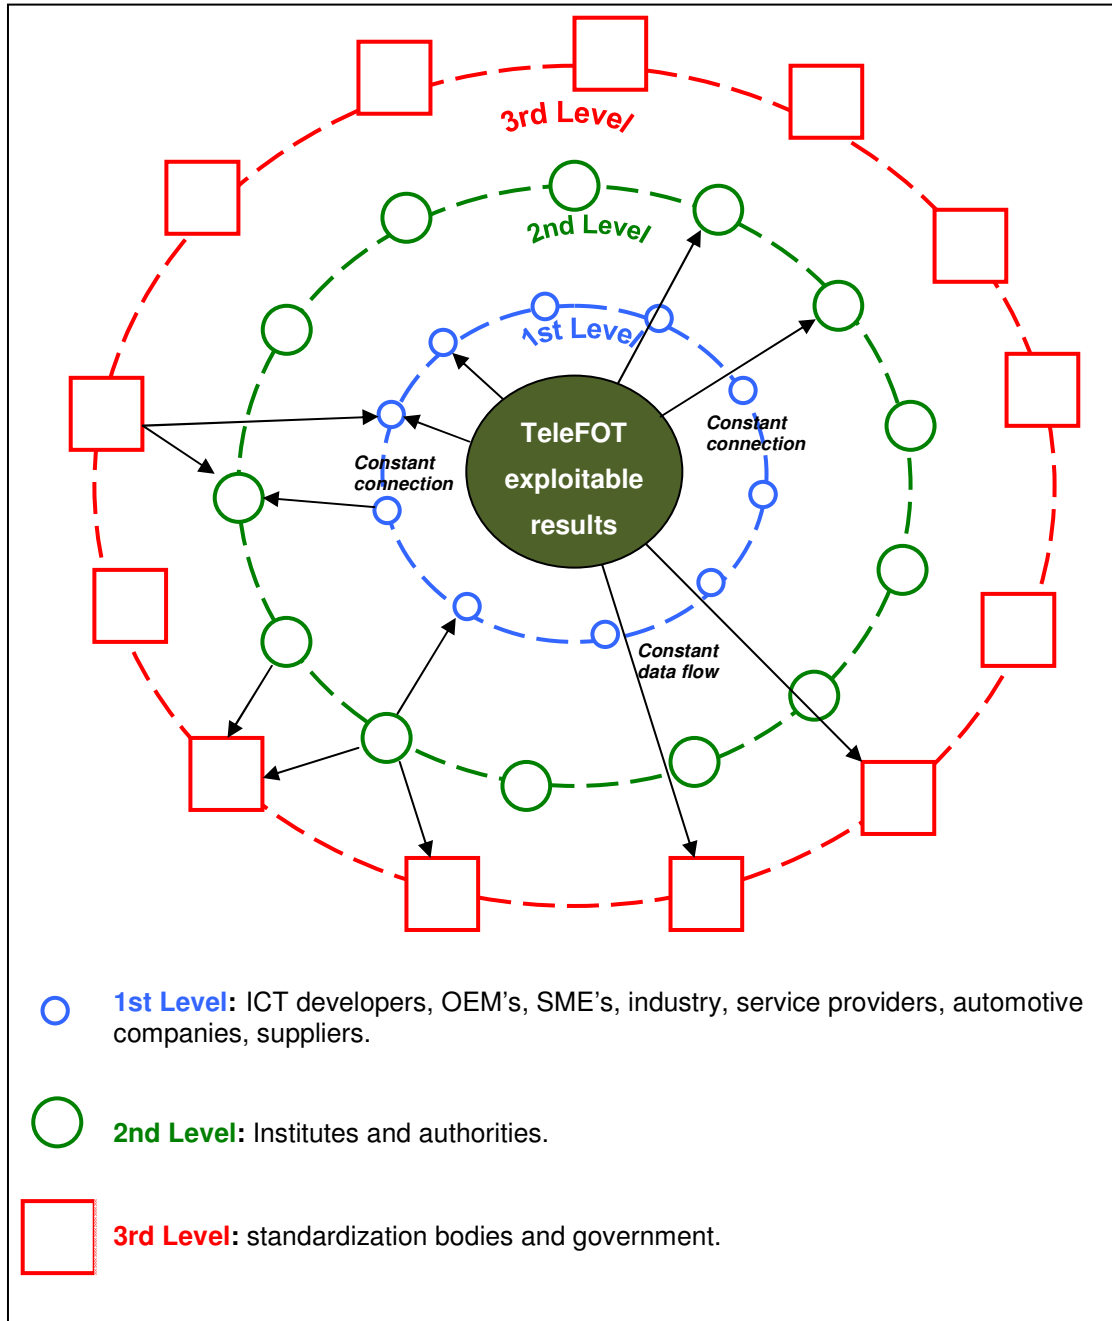 3rd Level
2nd Level
1st Level
TeleFOT
exploitable
results
Constant
connection
Constant
connection
Constant
data flow
1st Level: ICT developers, OEM's, SME's, industry, service providers, automotive
companies, suppliers.
2nd Level: Institutes and authorities.
3rd Level: standardization bodies and government.